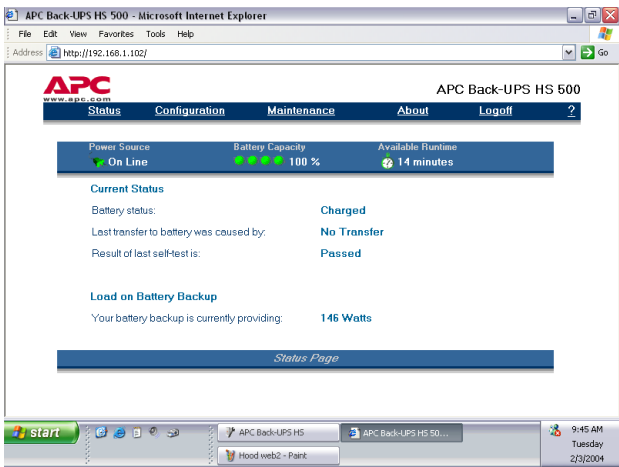 APC Back-UPS HS 500 - Microsoft Internet Explorer
File Edit View Favorites Tools Help
Address http://192.168.1.102/ Go
APC
www.apc.com
APC Back-UPS HS 500
Status Configuration Maintenance About Logoff ?
Power Source Battery Capacity Available Runtime
On Line 100 % 14 minutes
Current Status
Battery status: Charged
Last transfer to battery was caused by: No Transfer
Result of last self-test is: Passed
Load on Battery Backup
Your battery backup is currently providing: 146 Watts
Status Page
start APC Back-UPS HS APC Back-UPS HS 50... 9:45 AM
Tuesday
Hood web2 - Paint 2/3/2004